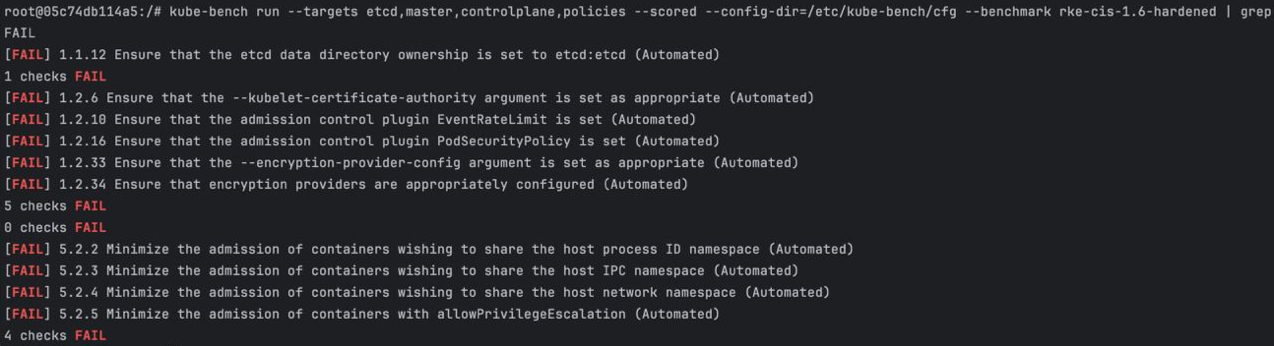 root@05c74db114a5:/# kube-bench run --targets etcd,master,controlplane,policies --scored --config-dir=/etc/kube-bench/cfg --benchmark rke-cis-1.6-hardened | grep
FAIL
[FAIL] 1.1.12 Ensure that the etcd data directory ownership is set to etcd:etcd (Automated)
1 checks FAIL
[FAIL] 1.2.6 Ensure that the --kubelet-certificate-authority argument is set as appropriate (Automated)
[FAIL] 1.2.10 Ensure that the admission control plugin EventRateLimit is set (Automated)
[FAIL] 1.2.16 Ensure that the admission control plugin PodSecurityPolicy is set (Automated)
[FAIL] 1.2.33 Ensure that the --encryption-provider-config argument is set as appropriate (Automated)
[FAIL] 1.2.34 Ensure that encryption providers are appropriately configured (Automated)
5 checks FAIL
0 checks FAIL
[FAIL] 5.2.2 Minimize the admission of containers wishing to share the host process ID namespace (Automated)
[FAIL] 5.2.3 Minimize the admission of containers wishing to share the host IPC namespace (Automated)
[FAIL] 5.2.4 Minimize the admission of containers wishing to share the host network namespace (Automated)
[FAIL] 5.2.5 Minimize the admission of containers with allowPrivilegeEscalation (Automated)
4 checks FAIL